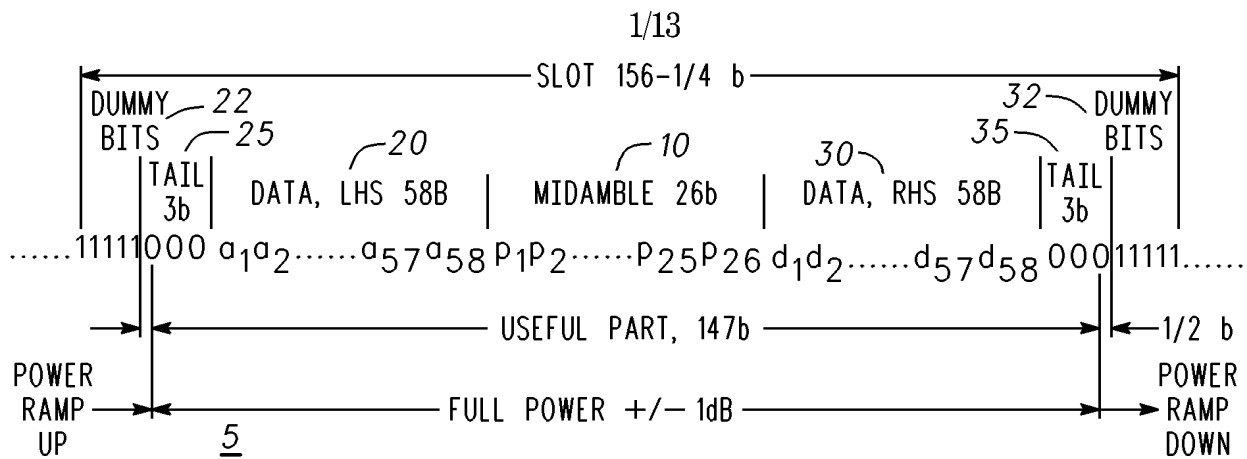 1/13
SLOT 156-1/4 b
DUMMY BITS 22
32 DUMMY BITS
25
20
10
30
35
TAIL 3b
DATA, LHS 58B
MIDAMBLE 26b
DATA, RHS 58B
TAIL 3b
......11111000 a1a2......a57a58 p1p2......p25p26 d1d2......d57d58 00011111......
USEFUL PART, 147b
1/2 b
POWER RAMP UP
FULL POWER +/- 1dB
POWER RAMP DOWN
5